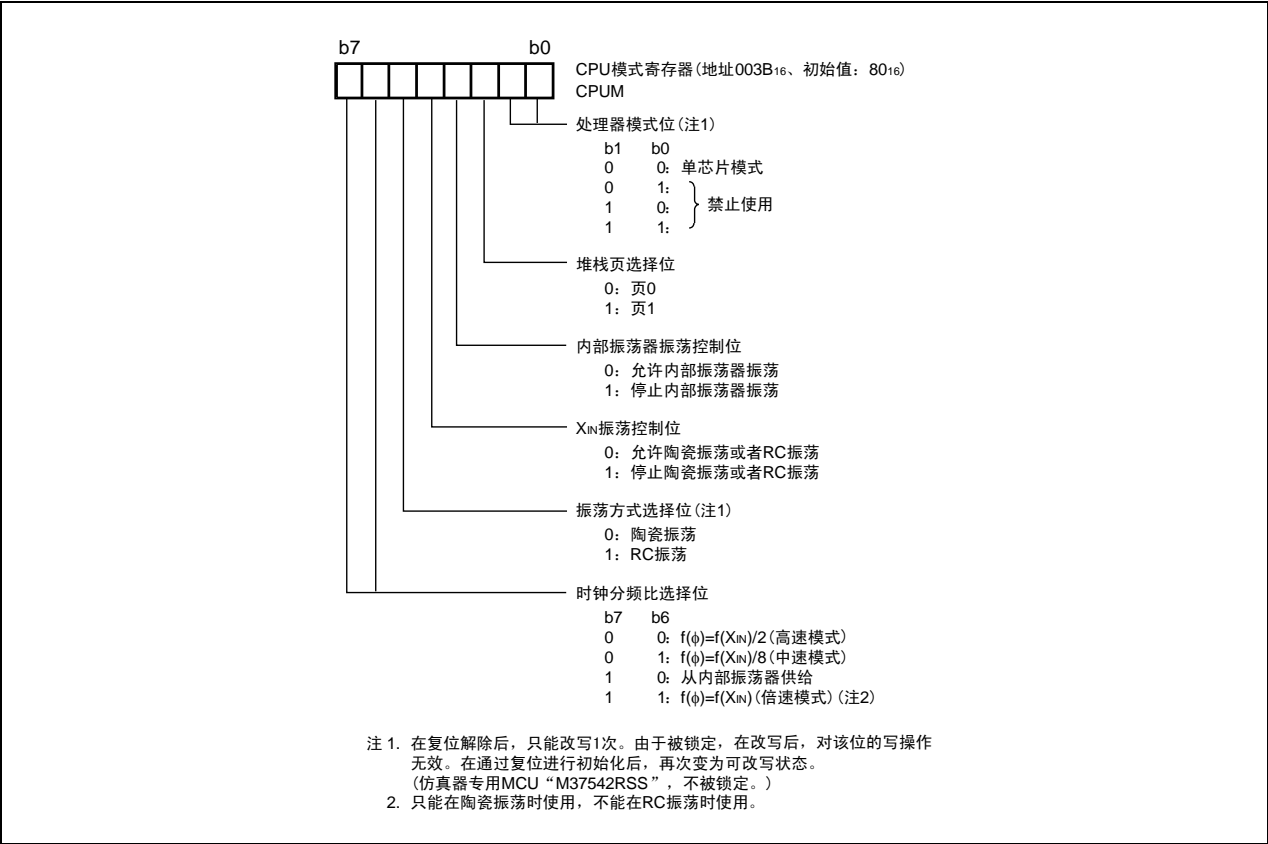 b7 b0
CPU模式寄存器(地址003B16、初始值：8016)
CPUM
处理器模式位(注1)
b1 b0
0 0：单芯片模式
0 1：
1 0：
禁止使用
1 1：
堆栈页选择位
0：页0
1：页1
内部振荡器振荡控制位
0：允许内部振荡器振荡
1：停止内部振荡器振荡
XIN振荡控制位
0：允许陶瓷振荡或者RC振荡
1：停止陶瓷振荡或者RC振荡
振荡方式选择位(注1)
0：陶瓷振荡
1：RC振荡
时钟分频比选择位
b7 b6
0 0：f(φ)=f(XIN)/2(高速模式)
0 1：f(φ)=f(XIN)/8(中速模式)
1 0：从内部振荡器供给
1 1：f(φ)=f(XIN)(倍速模式)(注2)
注 1. 在复位解除后，只能改写1次。由于被锁定，在改写后，对该位的写操作
无效。在通过复位进行初始化后，再次变为可改写状态。
(仿真器专用MCU“M37542RSS”，不被锁定。)
2. 只能在陶瓷振荡时使用，不能在RC振荡时使用。